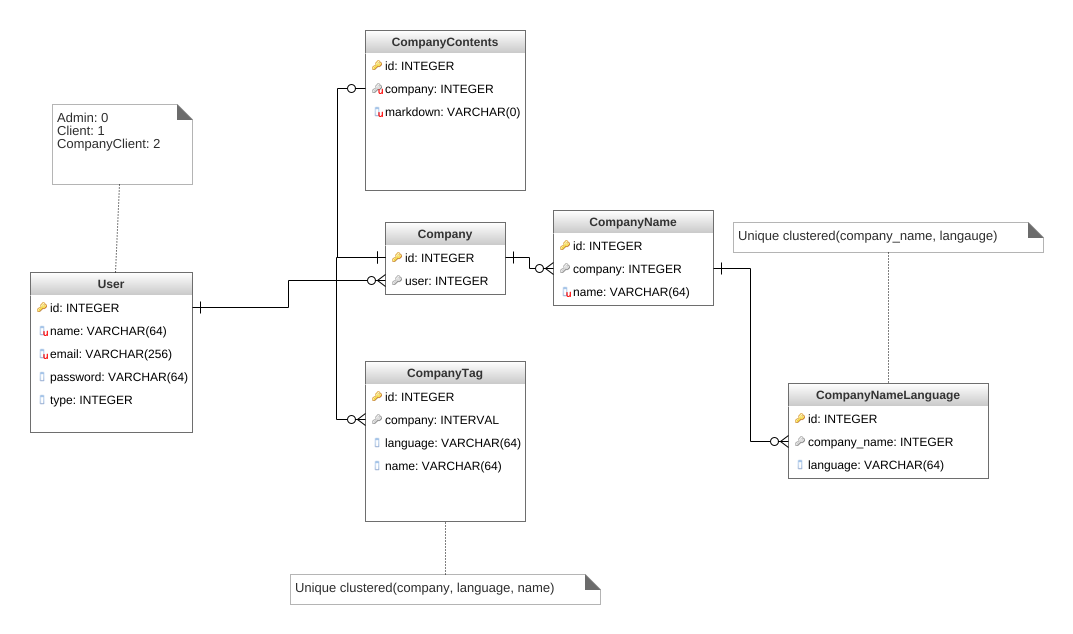 CompanyContents
id: INTEGER
company: INTEGER
markdown: VARCHAR(0)
Admin: 0
Client: 1
CompanyClient: 2
Company
id: INTEGER
user: INTEGER
CompanyName
id: INTEGER
company: INTEGER
name: VARCHAR(64)
Unique clustered(company_name, langauge)
User
id: INTEGER
name: VARCHAR(64)
email: VARCHAR(256)
password: VARCHAR(64)
type: INTEGER
CompanyTag
id: INTEGER
company: INTERVAL
language: VARCHAR(64)
name: VARCHAR(64)
CompanyNameLanguage
id: INTEGER
company_name: INTEGER
language: VARCHAR(64)
Unique clustered(company, language, name)